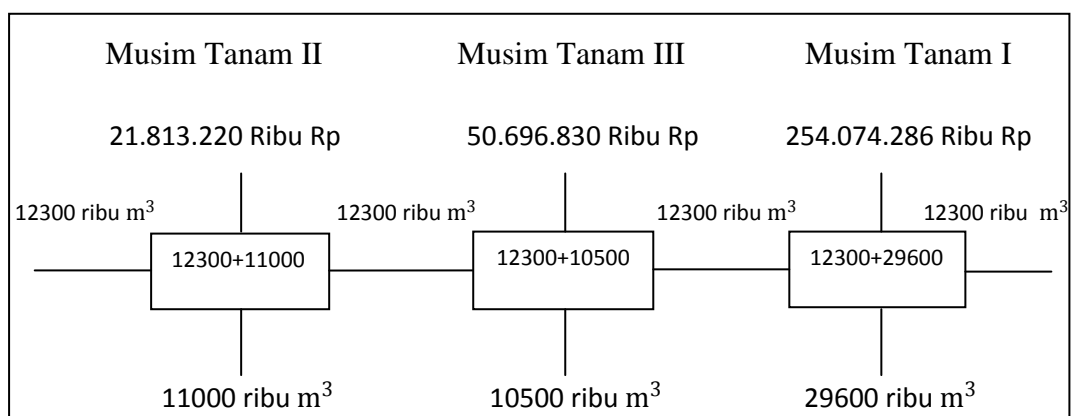 Musim Tanam II Musim Tanam III Musim Tanam I
21.813.220 Ribu Rp 50.696.830 Ribu Rp 254.074.286 Ribu Rp
12300 ribu m³ 12300 ribu m³ 12300 ribu m³ 12300 ribu m³
12300+11000 12300+10500 12300+29600
11000 ribu m³ 10500 ribu m³ 29600 ribu m³